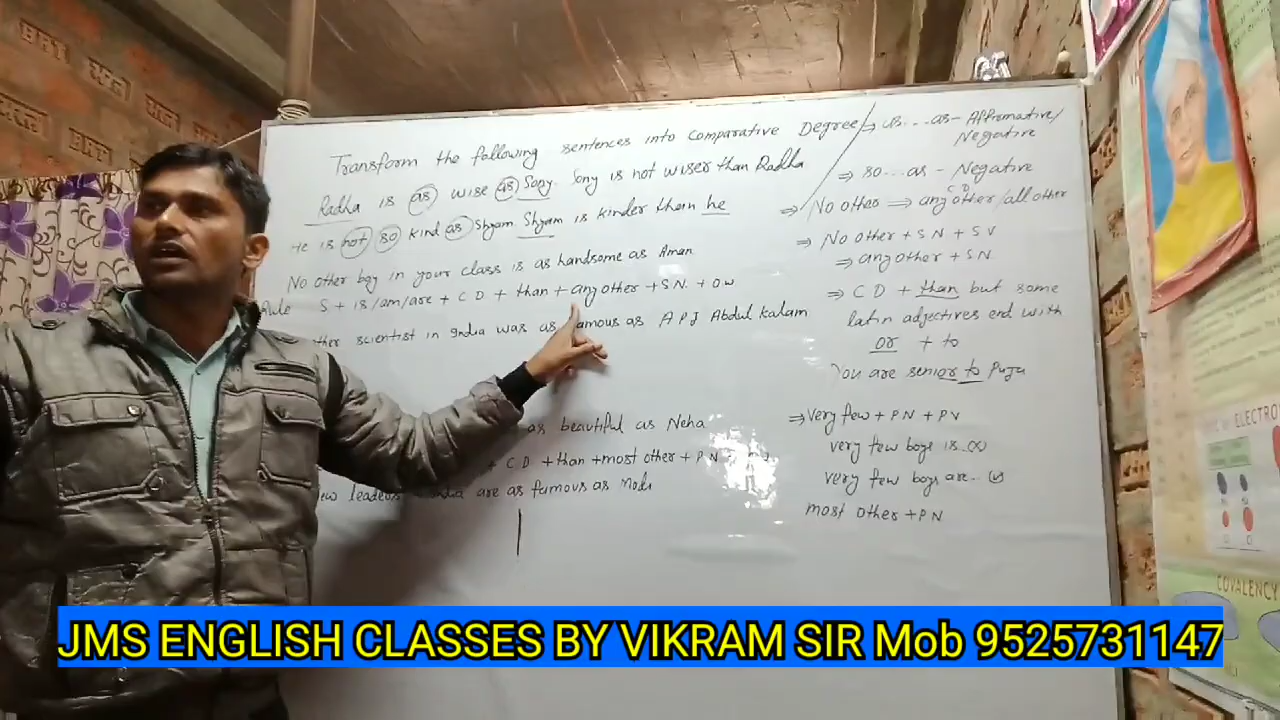 Transform the following sentences into Comparative Degree
Radha is as wise as Sony. Sony is not wiser than Radha
He is not so kind as Shyam. Shyam is kinder than he
No other boy in your class is as handsome as Aman
Rule S + is/am/are + C D + than + any other + S N. + OW
scientist in India was as famous as A P J Abdul Kalam
as beautiful as Neha
+ C D + than + most other + P N
leaders India are as famous as Modi
⇒ as...as - Affirmative/
Negative
⇒ so...as - Negative
C D
⇒ No other ⇒ any other/all other
⇒ No other + S N + S V
⇒ any other + S N
⇒ C D + than but some
latin adjectives end with
or + to
You are senior to Puja
⇒ Very few + P N + P V
very few boys is..(x)
very few boys are..(✓)
most other + P N
ELECTRO
COVALENCY
JMS ENGLISH CLASSES BY VIKRAM SIR Mob 9525731147